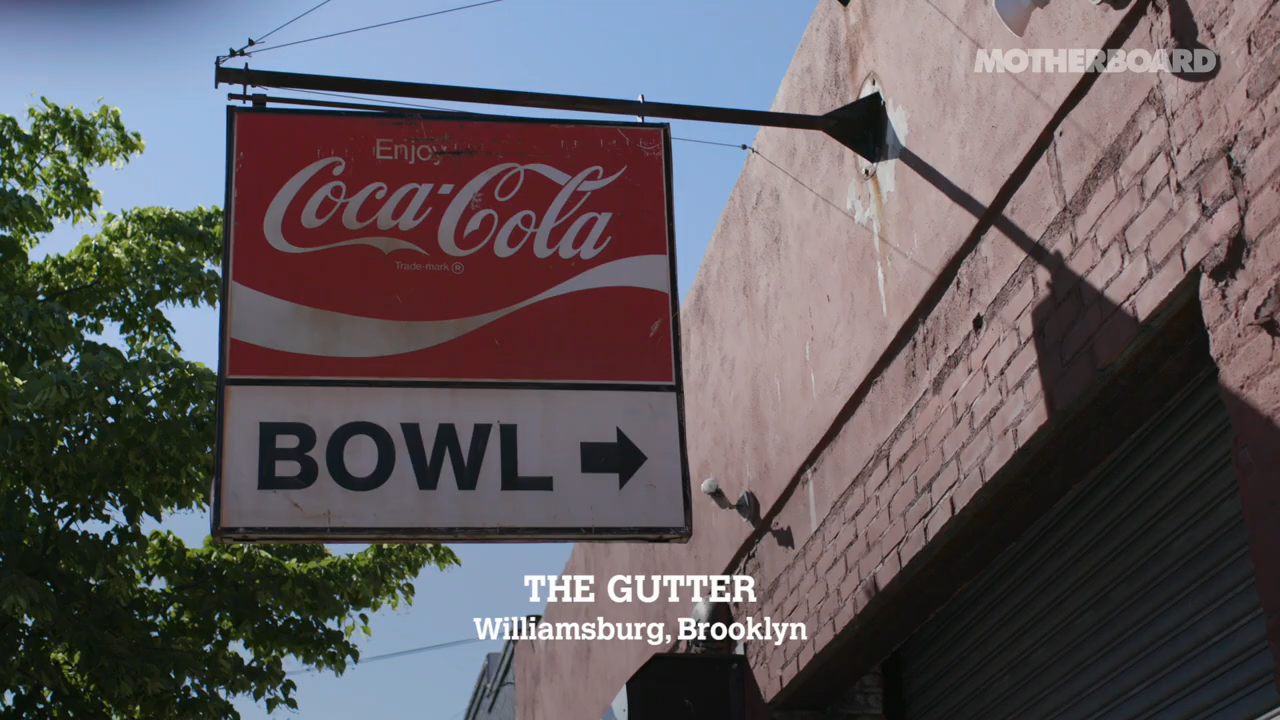 MOTHERBOARD
Enjoy
Coca-Cola
Trade-mark ®
BOWL →
THE GUTTER
Williamsburg, Brooklyn